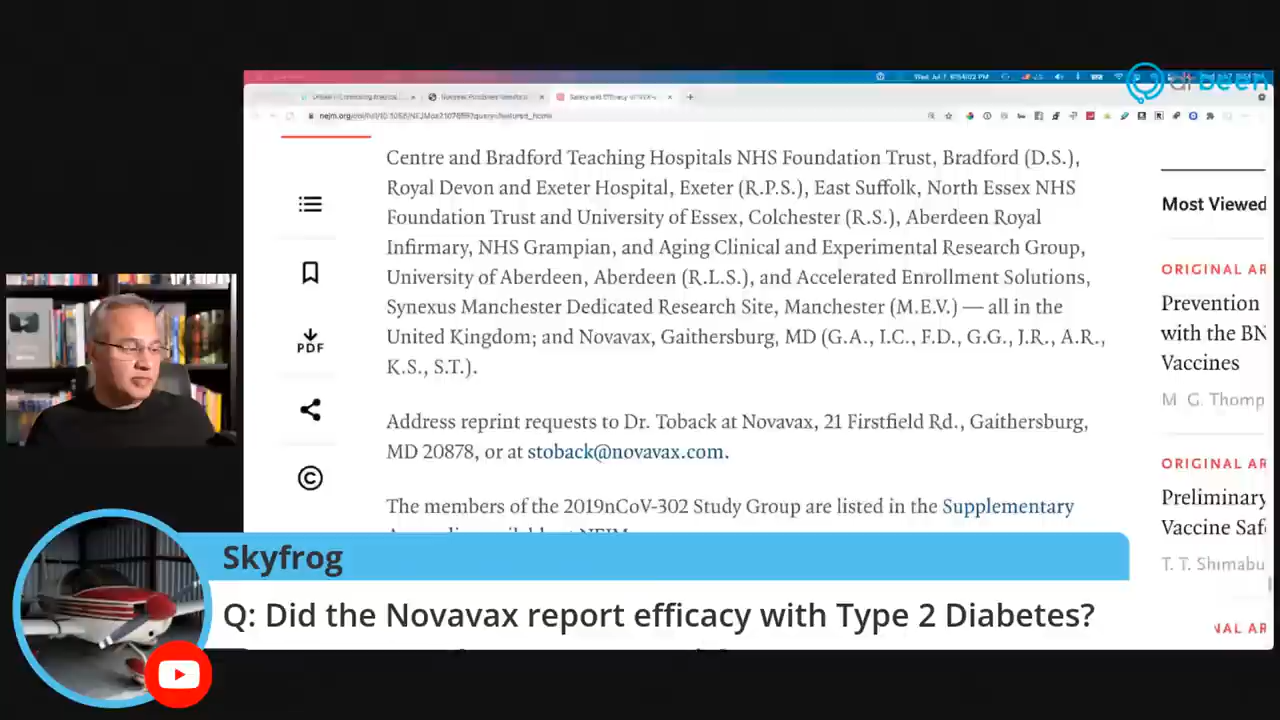 dr been
Centre and Bradford Teaching Hospitals NHS Foundation Trust, Bradford (D.S.),
Royal Devon and Exeter Hospital, Exeter (R.P.S.), East Suffolk, North Essex NHS
Foundation Trust and University of Essex, Colchester (R.S.), Aberdeen Royal
Infirmary, NHS Grampian, and Aging Clinical and Experimental Research Group,
University of Aberdeen, Aberdeen (R.L.S.), and Accelerated Enrollment Solutions,
Synexus Manchester Dedicated Research Site, Manchester (M.E.V.) — all in the
United Kingdom; and Novavax, Gaithersburg, MD (G.A., I.C., F.D., G.G., J.R., A.R.,
K.S., S.T.).
Address reprint requests to Dr. Toback at Novavax, 21 Firstfield Rd., Gaithersburg,
MD 20878, or at stoback@novavax.com.
The members of the 2019nCoV-302 Study Group are listed in the Supplementary
PDF
Most Viewed
ORIGINAL AR
Prevention
with the BN
Vaccines
M. G. Thomp
ORIGINAL AR
Preliminary
Vaccine Saf
T. T. Shimabu
NAL AR
Skyfrog
Q: Did the Novavax report efficacy with Type 2 Diabetes?